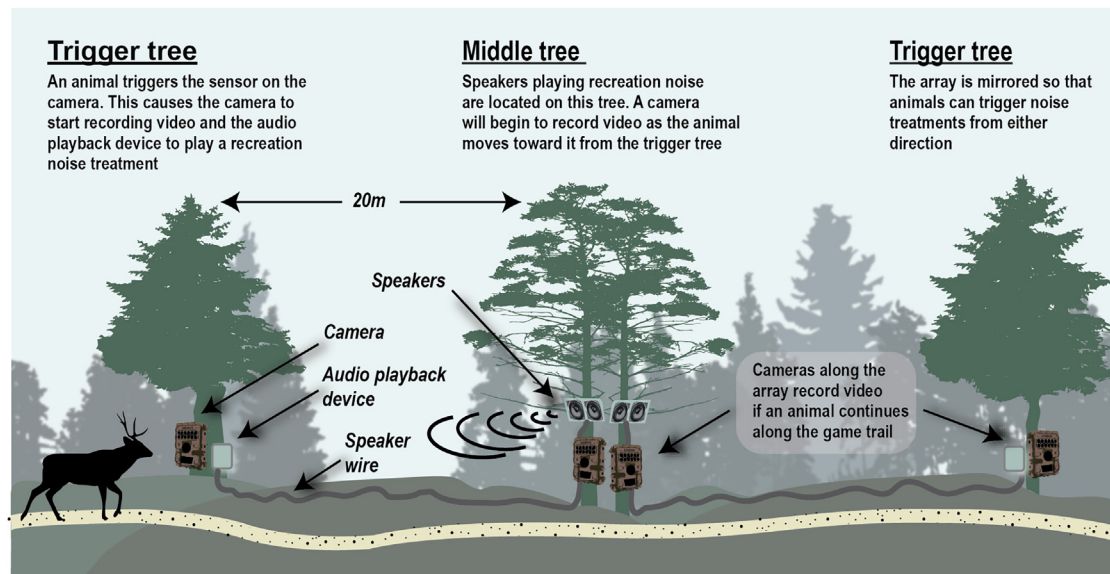 Trigger tree
An animal triggers the sensor on the
camera. This causes the camera to
start recording video and the audio
playback device to play a recreation
noise treatment
Middle tree
Speakers playing recreation noise
are located on this tree. A camera
will begin to record video as the animal
moves toward it from the trigger tree
Trigger tree
The array is mirrored so that
animals can trigger noise
treatments from either
direction
20m
Speakers
Camera
Audio playback
device
Speaker
wire
Cameras along the
array record video
if an animal continues
along the game trail